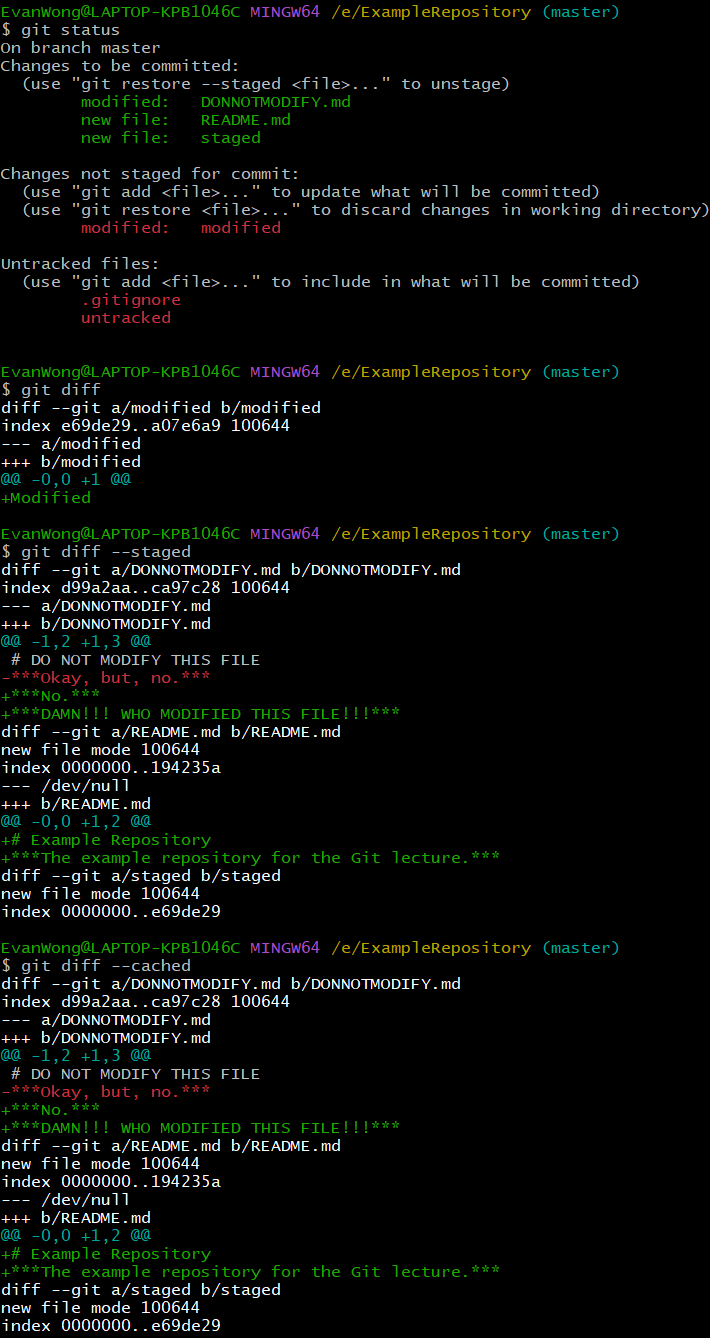 EvanWong@LAPTOP-KPB1046C MINGW64 /e/ExampleRepository (master)
$ git status
On branch master
Changes to be committed:
  (use "git restore --staged <file>..." to unstage)
        modified:   DONNOTMODIFY.md
        new file:   README.md
        new file:   staged

Changes not staged for commit:
  (use "git add <file>..." to update what will be committed)
  (use "git restore <file>..." to discard changes in working directory)
        modified:   modified

Untracked files:
  (use "git add <file>..." to include in what will be committed)
        .gitignore
        untracked


EvanWong@LAPTOP-KPB1046C MINGW64 /e/ExampleRepository (master)
$ git diff
diff --git a/modified b/modified
index e69de29..a07e6a9 100644
--- a/modified
+++ b/modified
@@ -0,0 +1 @@
+Modified

EvanWong@LAPTOP-KPB1046C MINGW64 /e/ExampleRepository (master)
$ git diff --staged
diff --git a/DONNOTMODIFY.md b/DONNOTMODIFY.md
index d99a2aa..ca97c28 100644
--- a/DONNOTMODIFY.md
+++ b/DONNOTMODIFY.md
@@ -1,2 +1,3 @@
 # DO NOT MODIFY THIS FILE
-***Okay, but, no.***
+***No.***
+***DAMN!!! WHO MODIFIED THIS FILE!!!***
diff --git a/README.md b/README.md
new file mode 100644
index 0000000..194235a
--- /dev/null
+++ b/README.md
@@ -0,0 +1,2 @@
+# Example Repository
+***The example repository for the Git lecture.***
diff --git a/staged b/staged
new file mode 100644
index 0000000..e69de29

EvanWong@LAPTOP-KPB1046C MINGW64 /e/ExampleRepository (master)
$ git diff --cached
diff --git a/DONNOTMODIFY.md b/DONNOTMODIFY.md
index d99a2aa..ca97c28 100644
--- a/DONNOTMODIFY.md
+++ b/DONNOTMODIFY.md
@@ -1,2 +1,3 @@
 # DO NOT MODIFY THIS FILE
-***Okay, but, no.***
+***No.***
+***DAMN!!! WHO MODIFIED THIS FILE!!!***
diff --git a/README.md b/README.md
new file mode 100644
index 0000000..194235a
--- /dev/null
+++ b/README.md
@@ -0,0 +1,2 @@
+# Example Repository
+***The example repository for the Git lecture.***
diff --git a/staged b/staged
new file mode 100644
index 0000000..e69de29